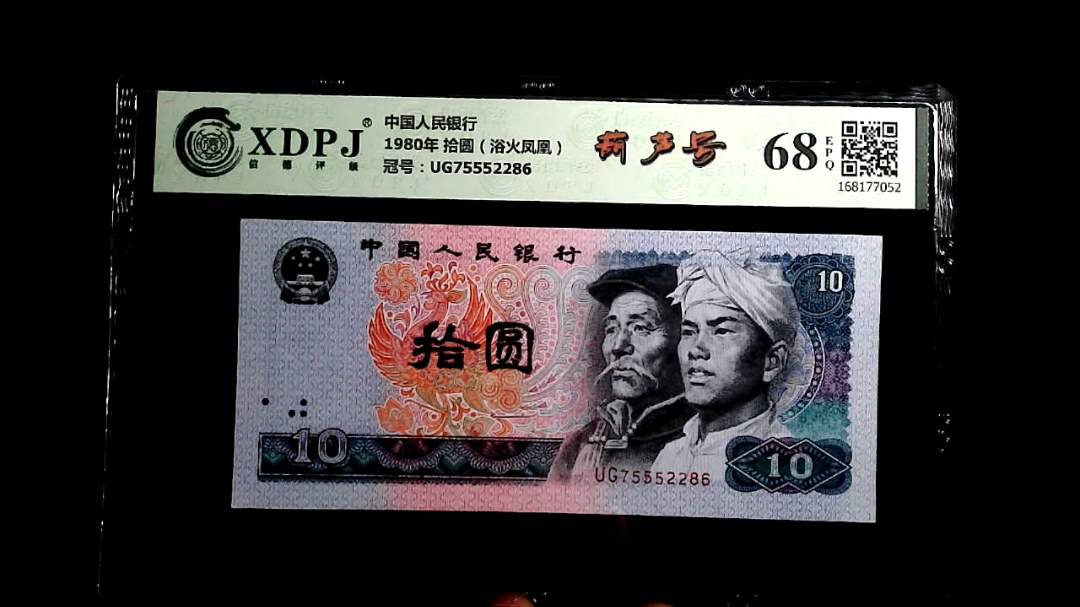 XDPJ®
信德评级
中国人民银行
1980年 拾圆（浴火凤凰）
冠号：UG75552286
葫芦号
68
EPQ
168177052
中国人民银行
10
拾圆
10
UG75552286
10